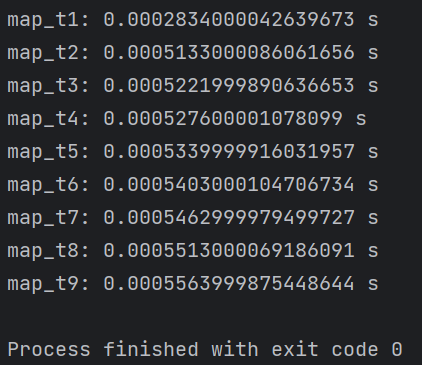 map_t1: 0.0002834000042639673 s
map_t2: 0.0005133000086061656 s
map_t3: 0.0005221999890636653 s
map_t4: 0.000527600001078099 s
map_t5: 0.0005339999916031957 s
map_t6: 0.0005403000104706734 s
map_t7: 0.0005462999979499727 s
map_t8: 0.0005513000069186091 s
map_t9: 0.0005563999875448644 s
Process finished with exit code 0